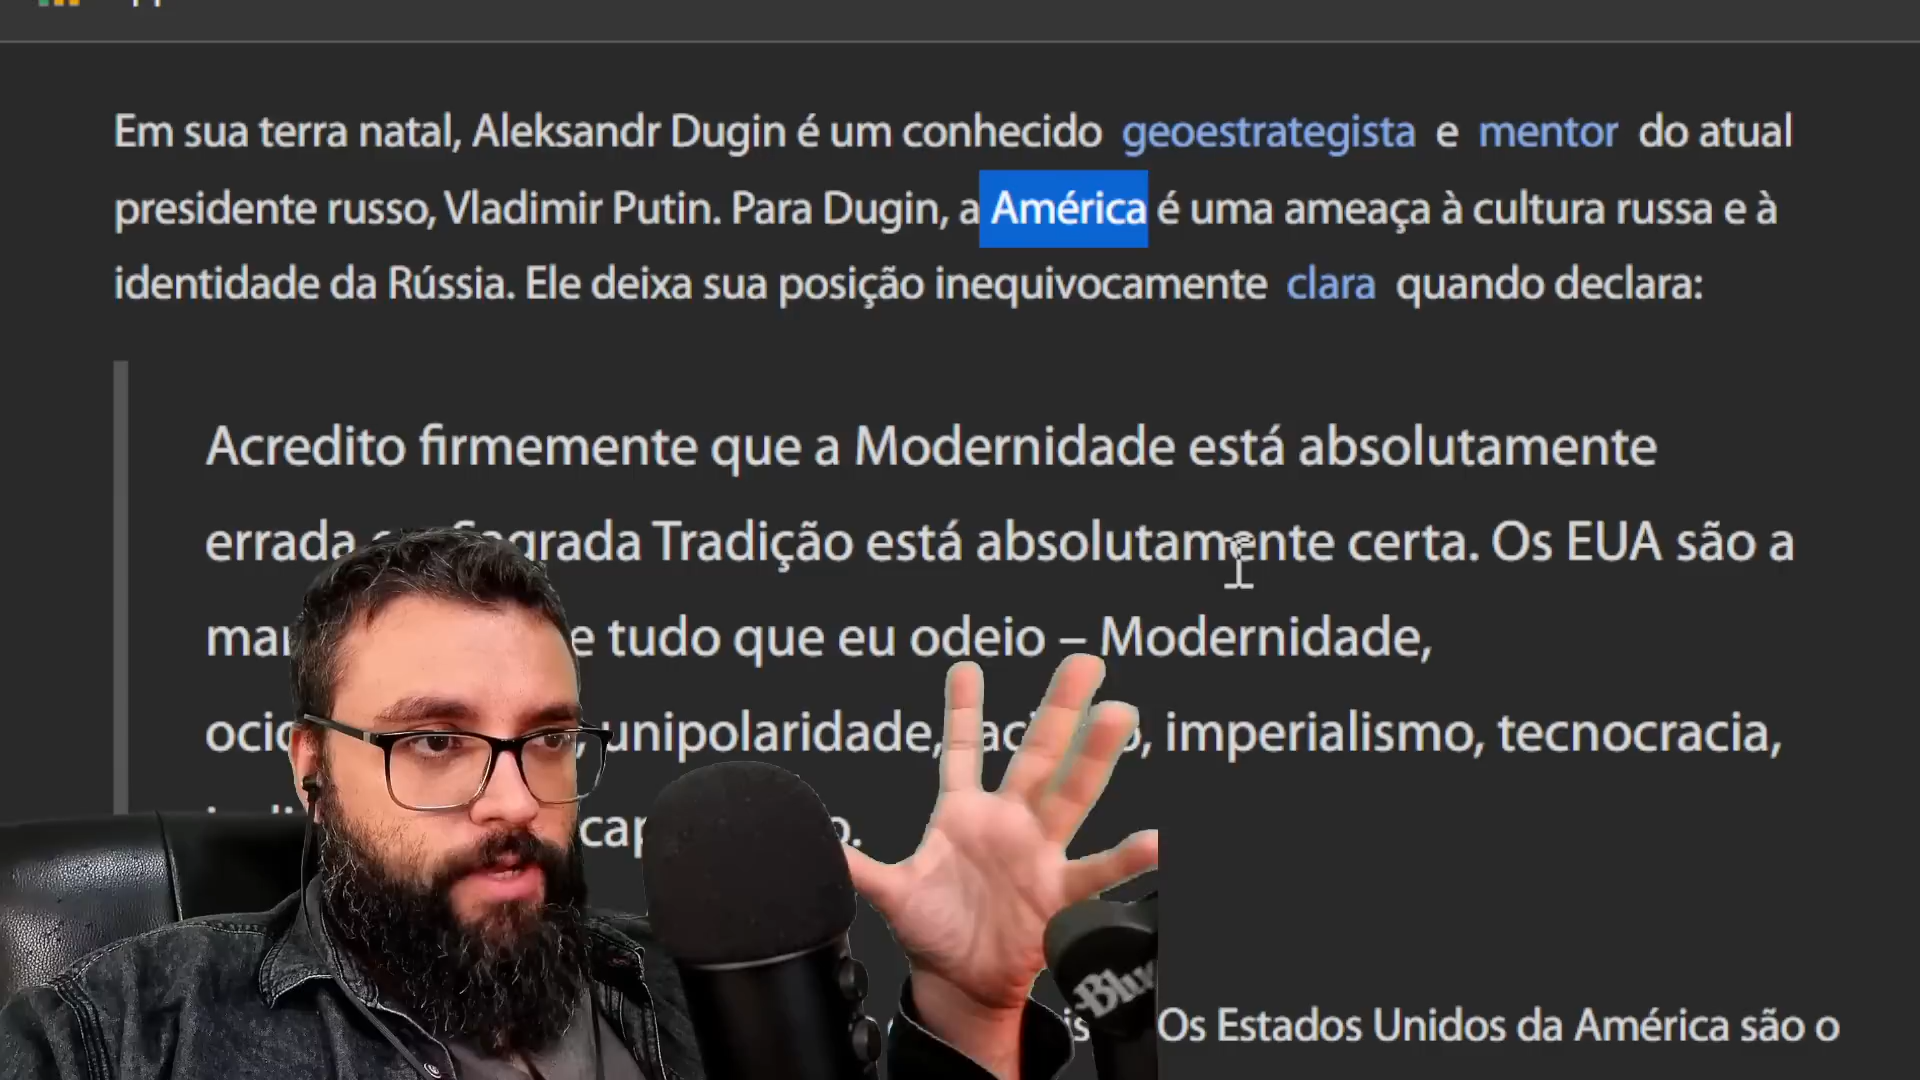 Em sua terra natal, Aleksandr Dugin é um conhecido geoestrategista e mentor do atual
presidente russo, Vladimir Putin. Para Dugin, a América é uma ameaça à cultura russa e à
identidade da Rússia. Ele deixa sua posição inequivocamente clara quando declara:
Acredito firmemente que a Modernidade está absolutamente
errada Sagrada Tradição está absolutamente certa. Os EUA são a
tudo que eu odeio – Modernidade,
unipolaridade, imperialismo, tecnocracia,
Os Estados Unidos da América são o
Blue